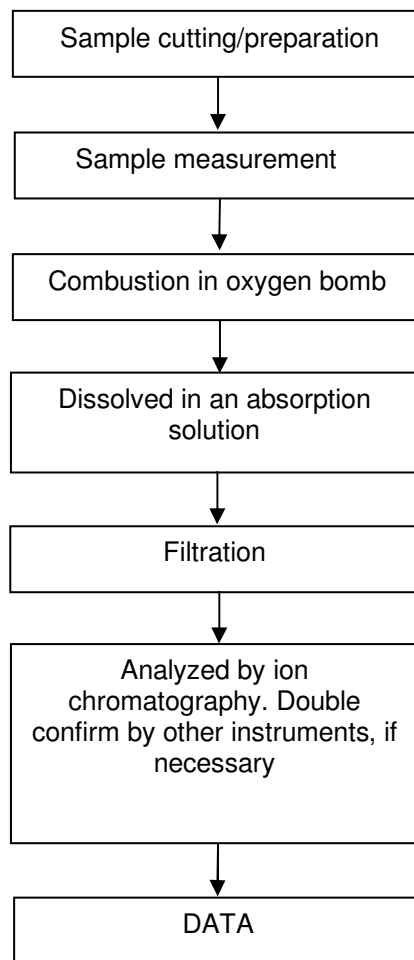 Sample cutting/preparation
Sample measurement
Combustion in oxygen bomb
Dissolved in an absorption
solution
Filtration
Analyzed by ion
chromatography. Double
confirm by other instruments, if
necessary
DATA